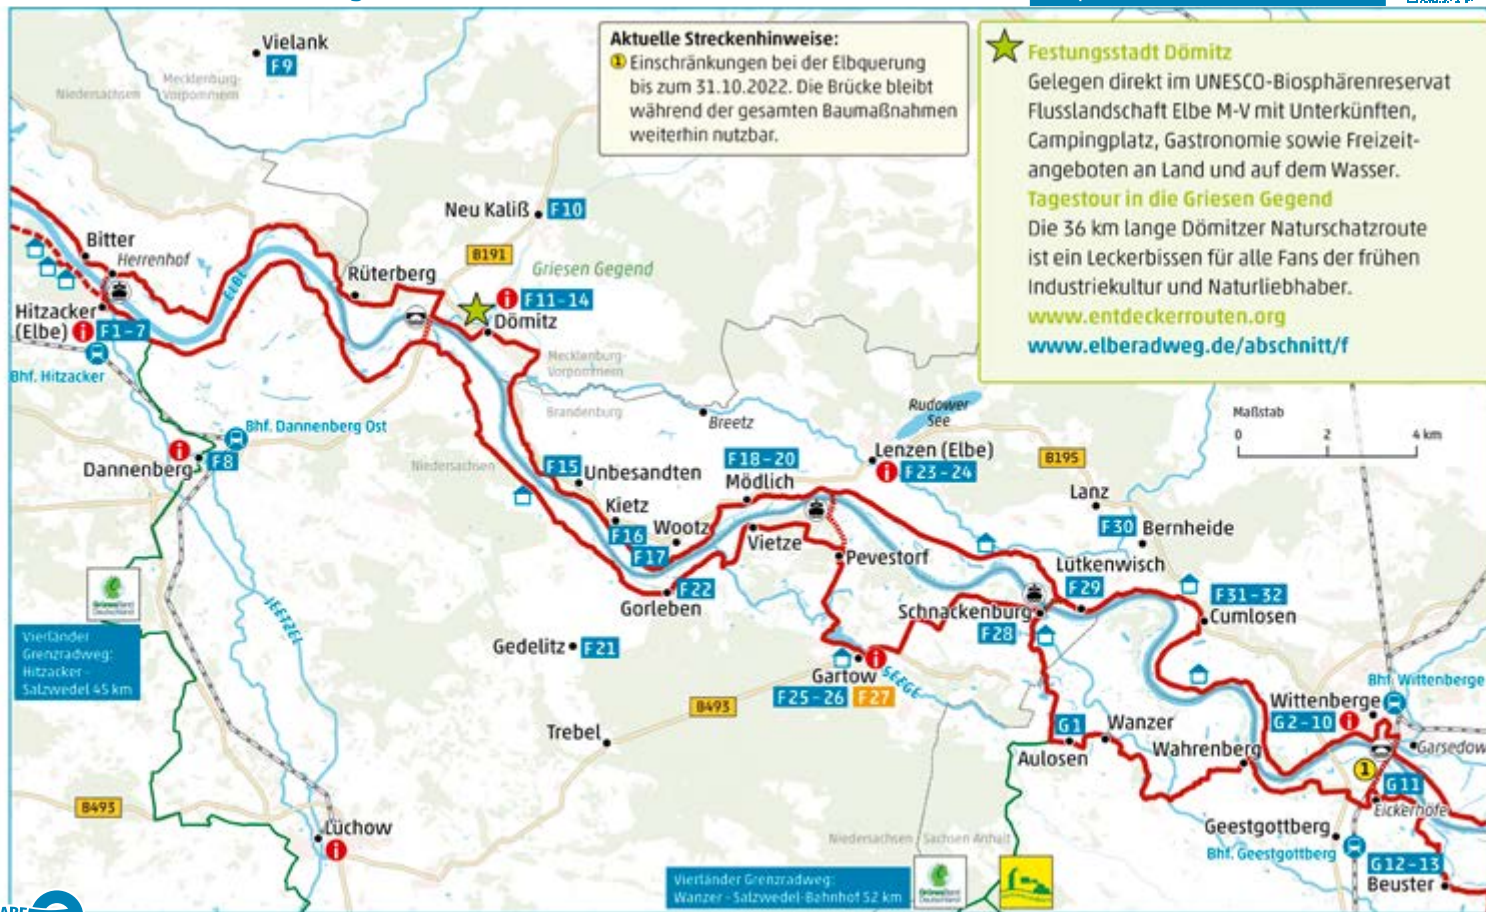 Vielank
F9
Mecklenburg-
Vorpommern
Niedersachsen
Aktuelle Streckenhinweise:
1 Einschränkungen bei der Elbquerung
bis zum 31.10.2022. Die Brücke bleibt
während der gesamten Baumaßnahmen
weiterhin nutzbar.
Festungsstadt Dömitz
Gelegen direkt im UNESCO-Biosphärenreservat
Flusslandschaft Elbe M-V mit Unterkünften,
Campingplatz, Gastronomie sowie Freizeit-
angeboten an Land und auf dem Wasser.
Tagestour in die Griesen Gegend
Die 36 km lange Dömitzer Naturschatzroute
ist ein Leckerbissen für alle Fans der frühen
Industriekultur und Naturliebhaber.
www.entdeckerrouten.org
www.elberadweg.de/abschnitt/f
Neu Kaliß F10
Bitter
Herrenhof
ELBE
Rüterberg
B191
Griesen Gegend
i F11-14
Dömitz
Hitzacker
(Elbe) i F1-7
Bhf. Hitzacker
Mecklenburg-
Vorpommern
Brandenburg
Niedersachsen
Breetz
Rudower
See
Maßstab
0 2 4 km
Bhf. Dannenberg Ost
i
Dannenberg F8
F15 Unbesandten
Kietz
F16
Wootz
F17
F18-20
Mödlich
Lenzen (Elbe)
i F23-24
B195
Lanz
F30 Bernheide
Vietze
Pevestorf
Lütkenwisch
F29
F31-32
Cumlosen
F22
Gorleben
Schnackenburg
F28
Gedelitz F21
JEETZEL
Grünes Band
Deutschland
Vierländer
Grenzradweg:
Hitzacker -
Salzwedel 45 km
i
Gartow
SEEGE
F25-26 F27
B493
Trebel
Bhf. Wittenberge
Wittenberge
G2-10 i
Garsedow
G1
Wanzer
Aulosen
Wahrenberg
1
G11
Eickerhöfe
B493
Lüchow
i
Niedersachsen
Sachsen Anhalt
Geestgottberg
Bhf. Geestgottberg
G12-13
Beuster
Vierländer Grenzradweg:
Wanzer - Salzwedel-Bahnhof 52 km
Grünes Band
Deutschland